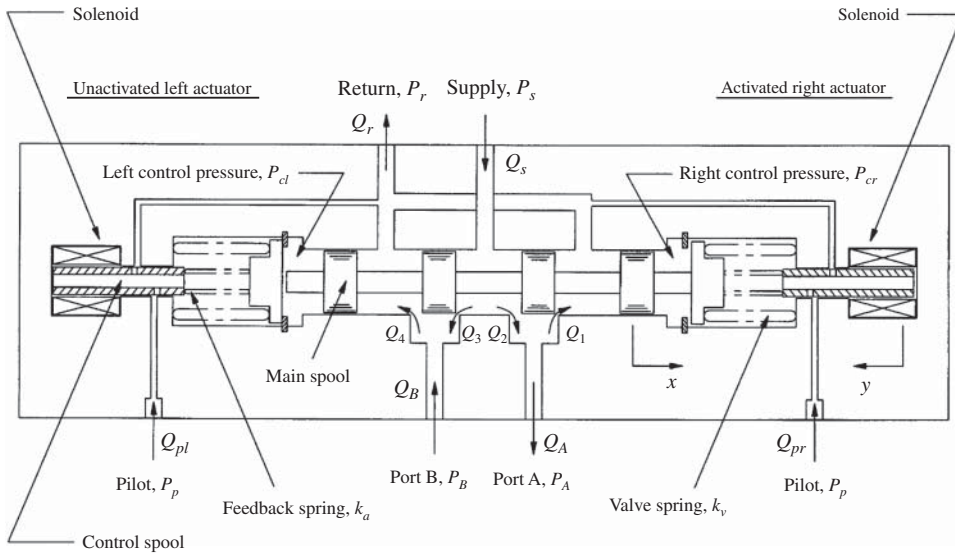 Solenoid
Solenoid
Unactivated left actuator
Return, P_r
Supply, P_s
Activated right actuator
Q_r
Q_s
Left control pressure, P_cl
Right control pressure, P_cr
Q_4
Q_3
Q_2
Q_1
Main spool
x
y
Q_B
Q_pl
Q_A
Q_pr
Pilot, P_p
Port B, P_B
Port A, P_A
Pilot, P_p
Feedback spring, k_a
Valve spring, k_v
Control spool